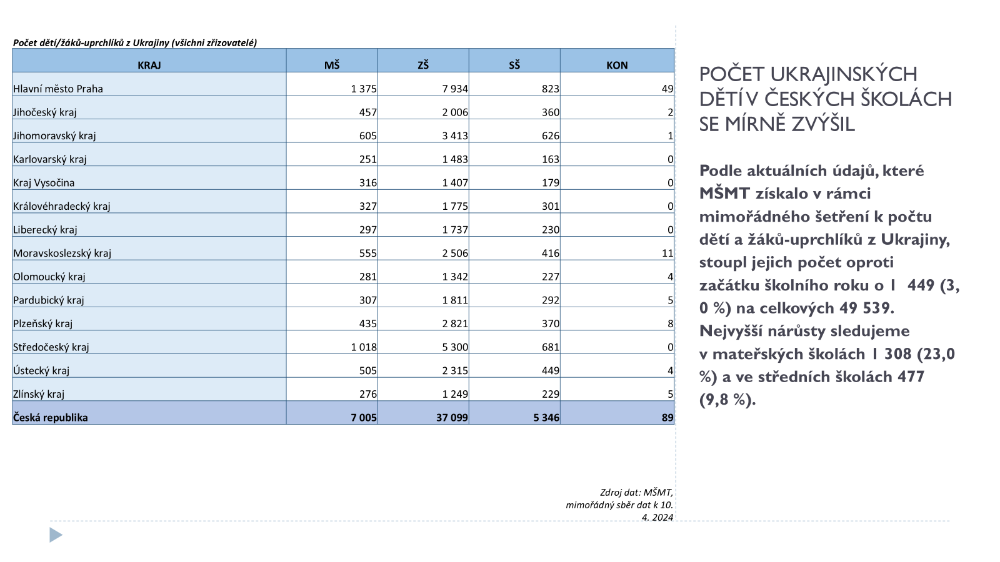 Počet dětí/žáků-uprchlíků z Ukrajiny (všichni zřizovatelé)
KRAJ MŠ ZŠ SŠ KON
Hlavní město Praha 1 375 7 934 823 49
Jihočeský kraj 457 2 006 360 2
Jihomoravský kraj 605 3 413 626 1
Karlovarský kraj 251 1 483 163 0
Kraj Vysočina 316 1 407 179 0
Královéhradecký kraj 327 1 775 301 0
Liberecký kraj 297 1 737 230 0
Moravskoslezský kraj 555 2 506 416 11
Olomoucký kraj 281 1 342 227 4
Pardubický kraj 307 1 811 292 5
Plzeňský kraj 435 2 821 370 8
Středočeský kraj 1 018 5 300 681 0
Ústecký kraj 505 2 315 449 4
Zlínský kraj 276 1 249 229 5
Česká republika 7 005 37 099 5 346 89
Zdroj dat: MŠMT,
mimořádný sběr dat k 10.
4. 2024
POČET UKRAJINSKÝCH
DĚTÍ V ČESKÝCH ŠKOLÁCH
SE MÍRNĚ ZVÝŠIL
Podle aktuálních údajů, které
MŠMT získalo v rámci
mimořádného šetření k počtu
dětí a žáků-uprchlíků z Ukrajiny,
stoupl jejich počet oproti
začátku školního roku o 1 449 (3,
0 %) na celkových 49 539.
Nejvyšší nárůsty sledujeme
v mateřských školách 1 308 (23,0
%) a ve středních školách 477
(9,8 %).